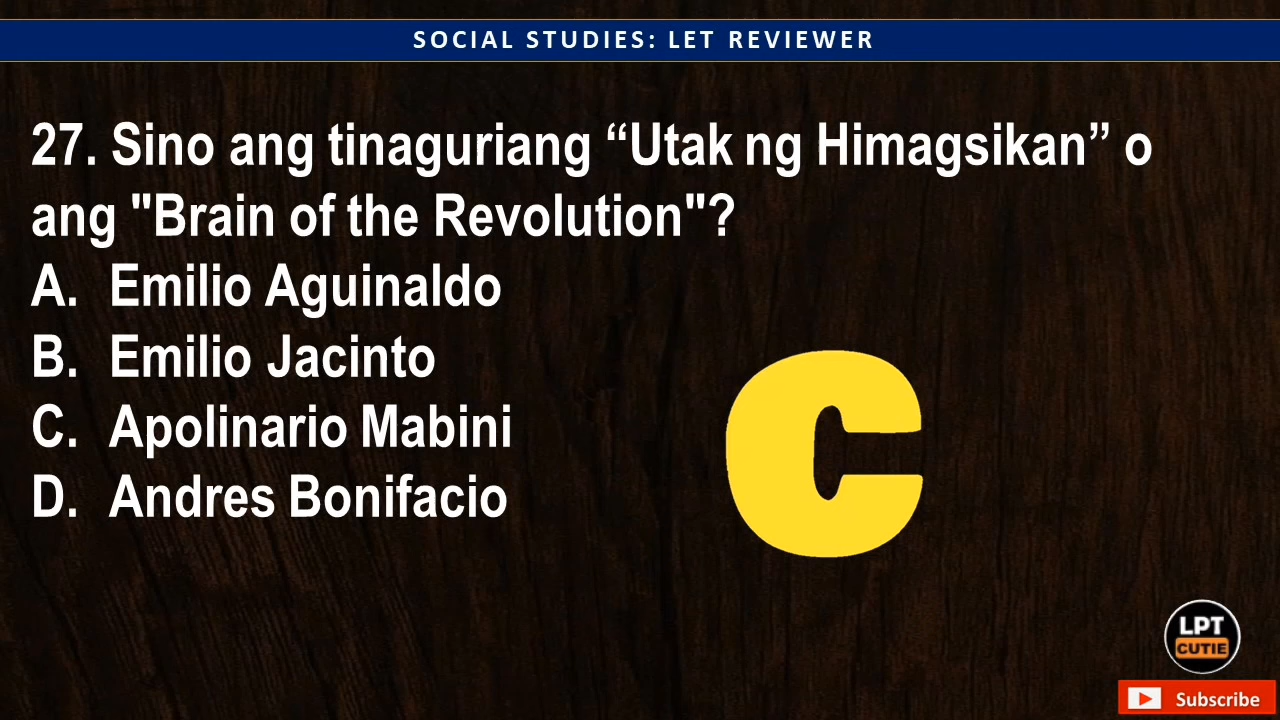 SOCIAL STUDIES: LET REVIEWER
27. Sino ang tinaguriang “Utak ng Himagsikan” o
ang "Brain of the Revolution"?
A. Emilio Aguinaldo
B. Emilio Jacinto
C. Apolinario Mabini
D. Andres Bonifacio
C
LPT
CUTIE
Subscribe